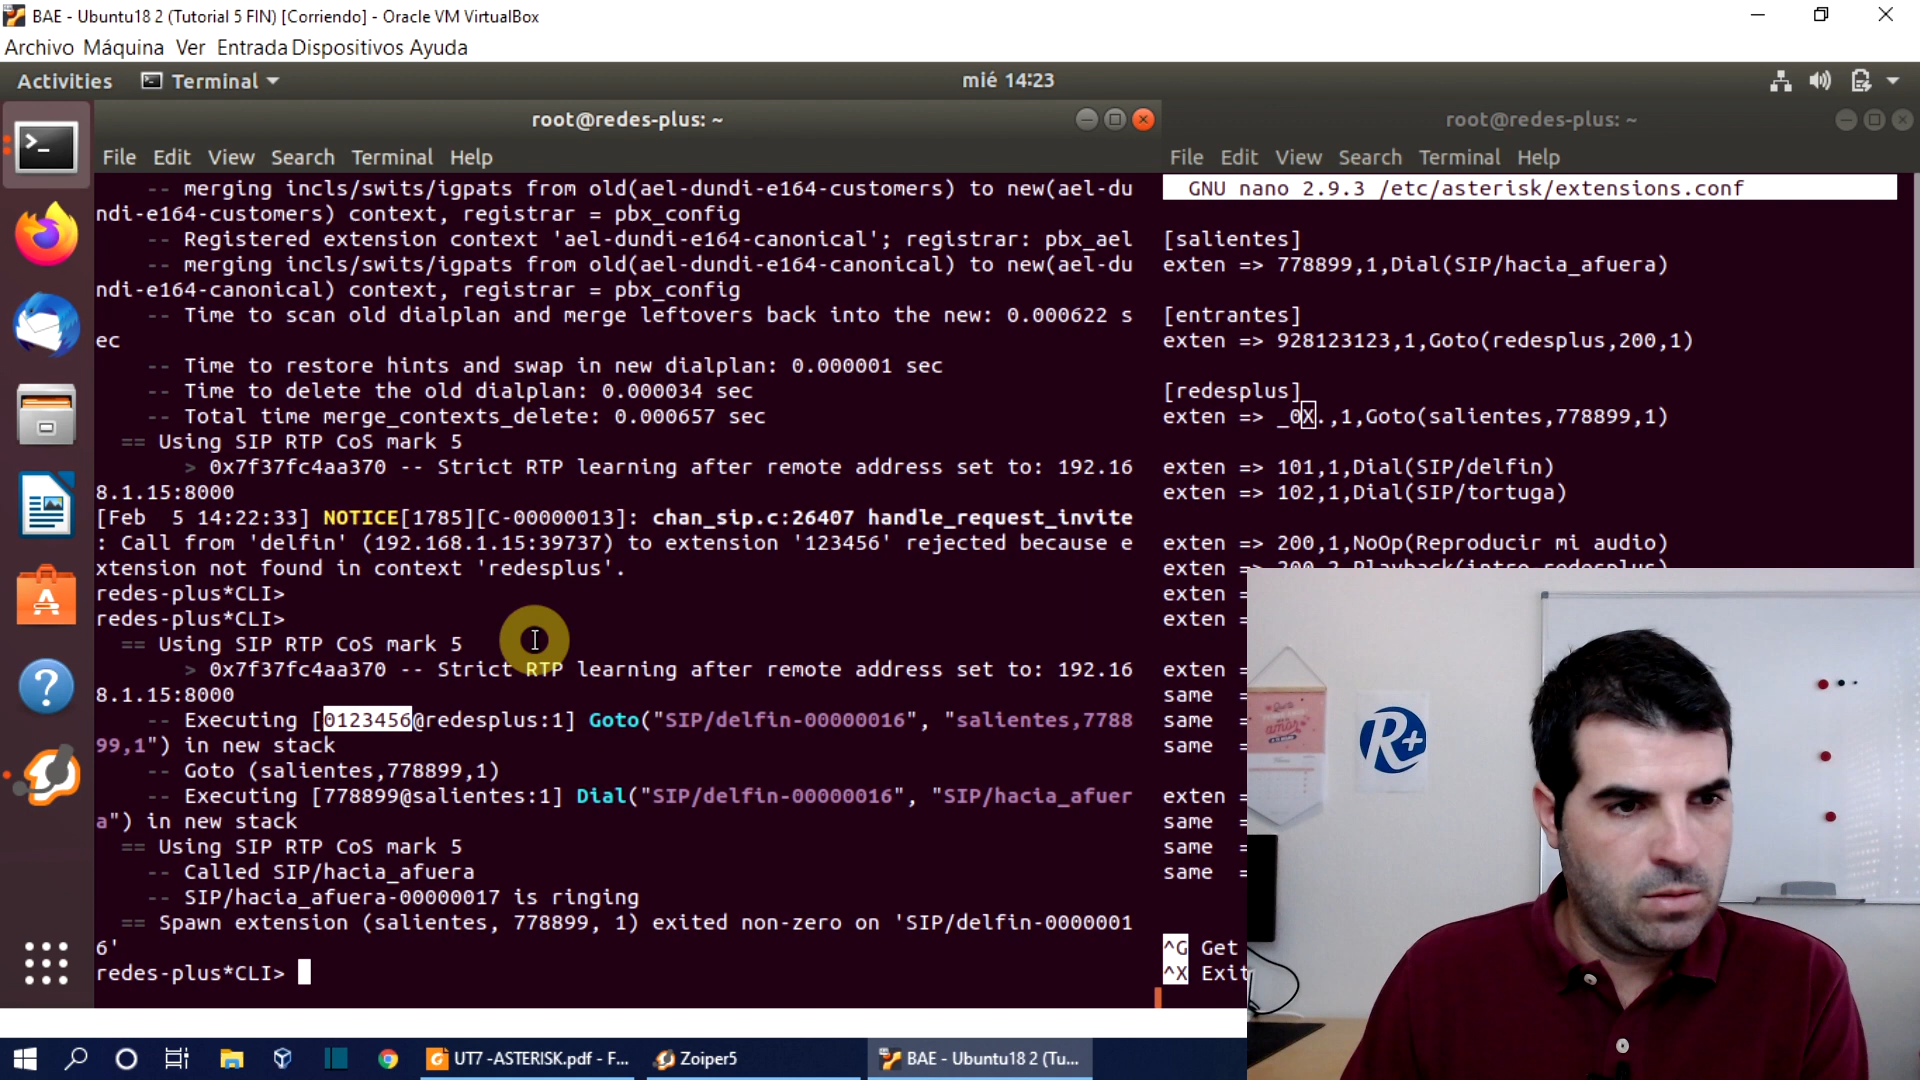 BAE - Ubuntu18 2 (Tutorial 5 FIN) [Corriendo] - Oracle VM VirtualBox
Archivo Máquina Ver Entrada Dispositivos Ayuda
Activities Terminal mié 14:23
root@redes-plus: ~
File Edit View Search Terminal Help
-- merging incls/swits/igpats from old(ael-dundi-e164-customers) to new(ael-du
ndi-e164-customers) context, registrar = pbx_config
-- Registered extension context 'ael-dundi-e164-canonical'; registrar: pbx_ael
-- merging incls/swits/igpats from old(ael-dundi-e164-canonical) to new(ael-du
ndi-e164-canonical) context, registrar = pbx_config
-- Time to scan old dialplan and merge leftovers back into the new: 0.000622 s
ec
-- Time to restore hints and swap in new dialplan: 0.000001 sec
-- Time to delete the old dialplan: 0.000034 sec
-- Total time merge_contexts_delete: 0.000657 sec
== Using SIP RTP CoS mark 5
> 0x7f37fc4aa370 -- Strict RTP learning after remote address set to: 192.16
8.1.15:8000
[Feb  5 14:22:33] NOTICE[1785][C-00000013]: chan_sip.c:26407 handle_request_invite
: Call from 'delfin' (192.168.1.15:39737) to extension '123456' rejected because e
xtension not found in context 'redesplus'.
redes-plus*CLI>
redes-plus*CLI>
== Using SIP RTP CoS mark 5
> 0x7f37fc4aa370 -- Strict RTP learning after remote address set to: 192.16
8.1.15:8000
-- Executing [0123456@redesplus:1] Goto("SIP/delfin-00000016", "salientes,7788
99,1") in new stack
-- Goto (salientes,778899,1)
-- Executing [778899@salientes:1] Dial("SIP/delfin-00000016", "SIP/hacia_afuer
a") in new stack
== Using SIP RTP CoS mark 5
-- Called SIP/hacia_afuera
-- SIP/hacia_afuera-00000017 is ringing
== Spawn extension (salientes, 778899, 1) exited non-zero on 'SIP/delfin-0000001
6'
redes-plus*CLI>
root@redes-plus: ~
File Edit View Search Terminal Help
GNU nano 2.9.3 /etc/asterisk/extensions.conf
[salientes]
exten => 778899,1,Dial(SIP/hacia_afuera)
[entrantes]
exten => 928123123,1,Goto(redesplus,200,1)
[redesplus]
exten => _0X.,1,Goto(salientes,778899,1)
exten => 101,1,Dial(SIP/delfin)
exten => 102,1,Dial(SIP/tortuga)
exten => 200,1,NoOp(Reproducir mi audio)
exten => 200,2,Playback(intro-redesplus)
exten =
exten =
exten =
same =
same =
same =
exten =
same =
same =
same =
^G Get
^X Exit
amor
R+
UT7 -ASTERISK.pdf - F...
Zoiper5
BAE - Ubuntu18 2 (Tu...